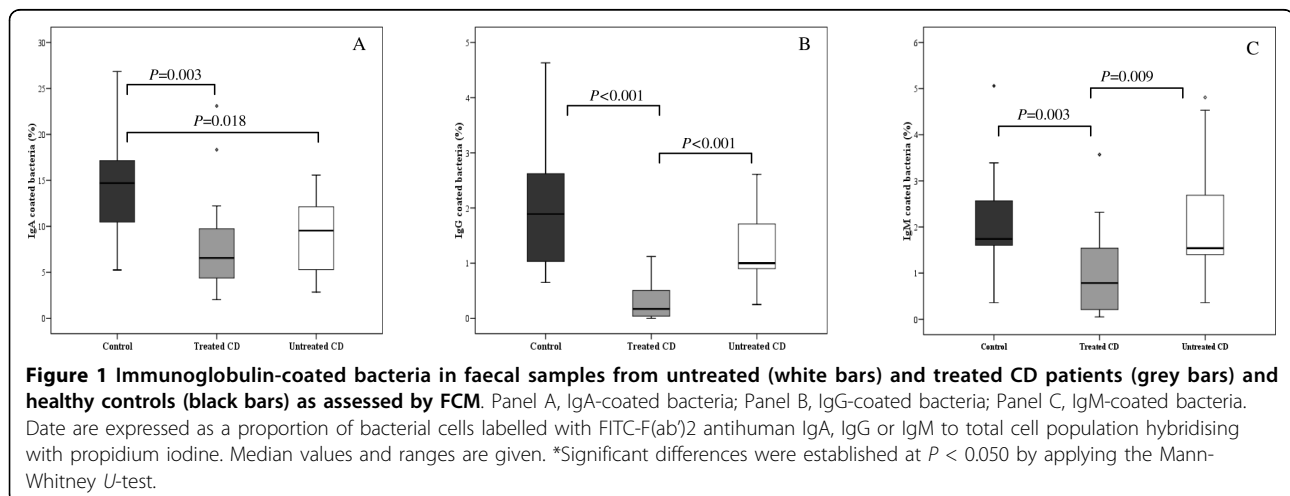 A
30
25
20
15
10
5
0
IgA coated bacteria (%)
P=0.003
P=0.018
Control Treated CD Untreated CD
B
5
4
3
2
1
0
IgG coated bacteria (%)
P<0.001
P<0.001
Control Treated CD Untreated CD
C
6
5
4
3
2
1
0
IgM coated bacteria (%)
P=0.009
P=0.003
Control Treated CD Untreated CD
Figure 1 Immunoglobulin-coated bacteria in faecal samples from untreated (white bars) and treated CD patients (grey bars) and
healthy controls (black bars) as assessed by FCM. Panel A, IgA-coated bacteria; Panel B, IgG-coated bacteria; Panel C, IgM-coated bacteria.
Date are expressed as a proportion of bacterial cells labelled with FITC-F(ab')2 antihuman IgA, IgG or IgM to total cell population hybridising
with propidium iodine. Median values and ranges are given. *Significant differences were established at P < 0.050 by applying the Mann-
Whitney U-test.